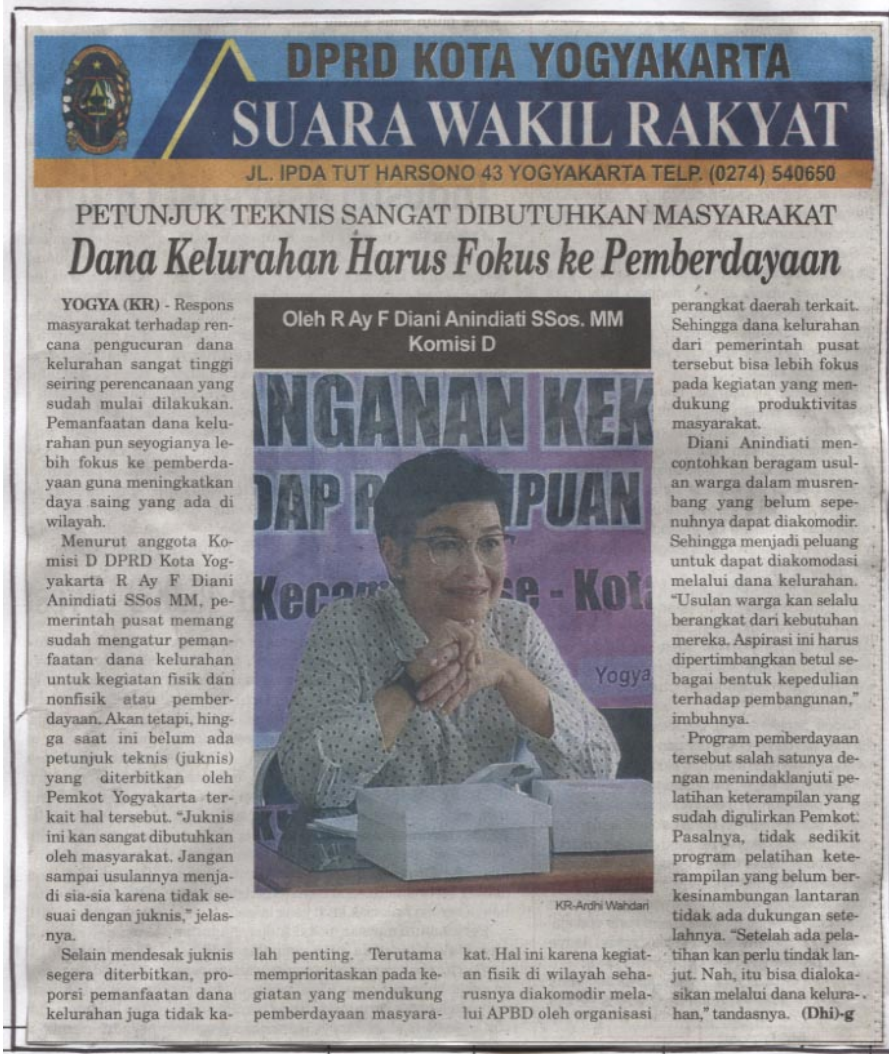 DPRD KOTA YOGYAKARTA
SUARA WAKIL RAKYAT
JL. IPDA TUT HARSONO 43 YOGYAKARTA TELP. (0274) 540650
PETUNJUK TEKNIS SANGAT DIBUTUHKAN MASYARAKAT
Dana Kelurahan Harus Fokus ke Pemberdayaan
YOGYA (KR) - Respons
masyarakat terhadap ren-
cana pengucuran dana
kelurahan sangat tinggi
seiring perencanaan yang
sudah mulai dilakukan.
Pemanfaatan dana kelu-
rahan pun seyogianya le-
bih fokus ke pemberda-
yaan guna meningkatkan
daya saing yang ada di
wilayah.
Menurut anggota Ko-
misi D DPRD Kota Yog-
yakarta R Ay F Diani
Anindiati SSos MM, pe-
merintah pusat memang
sudah mengatur peman-
faatan dana kelurahan
untuk kegiatan fisik dan
nonfisik atau pember-
dayaan. Akan tetapi, hing-
ga saat ini belum ada
petunjuk teknis (juknis)
yang diterbitkan oleh
Pemkot Yogyakarta ter-
kait hal tersebut. “Juknis
ini kan sangat dibutuhkan
oleh masyarakat. Jangan
sampai usulannya menja-
di sia-sia karena tidak se-
suai dengan juknis,” jelas-
nya.
Selain mendesak juknis
segera diterbitkan, pro-
porsi pemanfaatan dana
kelurahan juga tidak ka-
Oleh R Ay F Diani Anindiati SSos. MM
Komisi D
ANGANAN KEK
DAP P PUAN
Kecam se - Kota
Yogya
KR-Ardhi Wahdari
lah penting. Terutama
memprioritaskan pada ke-
giatan yang mendukung
pemberdayaan masyara-
kat. Hal ini karena kegiat-
an fisik di wilayah seha-
rusnya diakomodir mela-
lui APBD oleh organisasi
perangkat daerah terkait.
Sehingga dana kelurahan
dari pemerintah pusat
tersebut bisa lebih fokus
pada kegiatan yang men-
dukung produktivitas
masyarakat.
Diani Anindiati men-
contohkan beragam usul-
an warga dalam musren-
bang yang belum sepe-
nuhnya dapat diakomodir.
Sehingga menjadi peluang
untuk dapat diakomodasi
melalui dana kelurahan.
“Usulan warga kan selalu
berangkat dari kebutuhan
mereka. Aspirasi ini harus
dipertimbangkan betul se-
bagai bentuk kepedulian
terhadap pembangunan,”
imbuhnya.
Program pemberdayaan
tersebut salah satunya de-
ngan menindaklanjuti pe-
latihan keterampilan yang
sudah digulirkan Pemkot.
Pasalnya, tidak sedikit
program pelatihan kete-
rampilan yang belum ber-
kesinambungan lantaran
tidak ada dukungan sete-
lahnya. “Setelah ada pela-
tihan kan perlu tindak lan-
jut. Nah, itu bisa dialoka-
sikan melalui dana kelura-
han,” tandasnya. (Dhi)-g